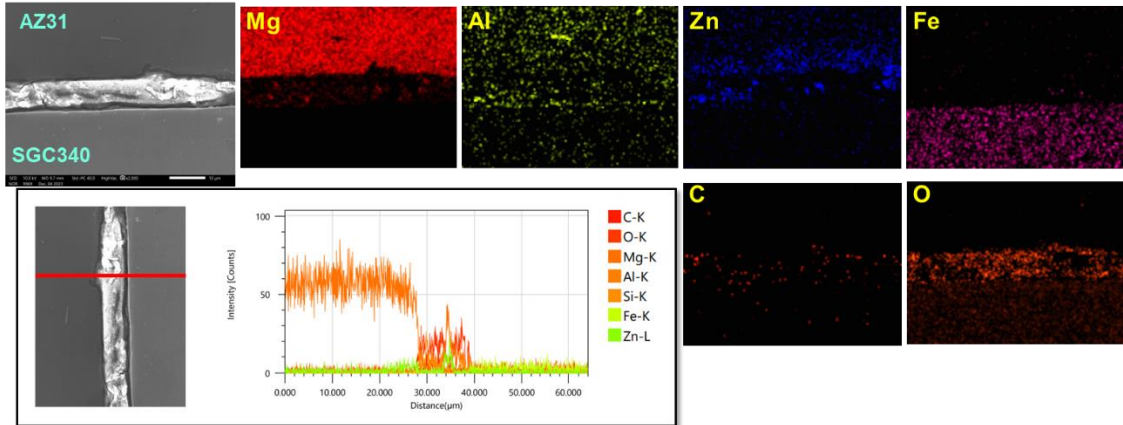 AZ31
SGC340
Mg
Al
Zn
Fe
C
O
100
50
0
Intensity [Counts]
0.000 10.000 20.000 30.000 40.000 50.000 60.000
Distance(μm)
C-K
O-K
Mg-K
Al-K
Si-K
Fe-K
Zn-L